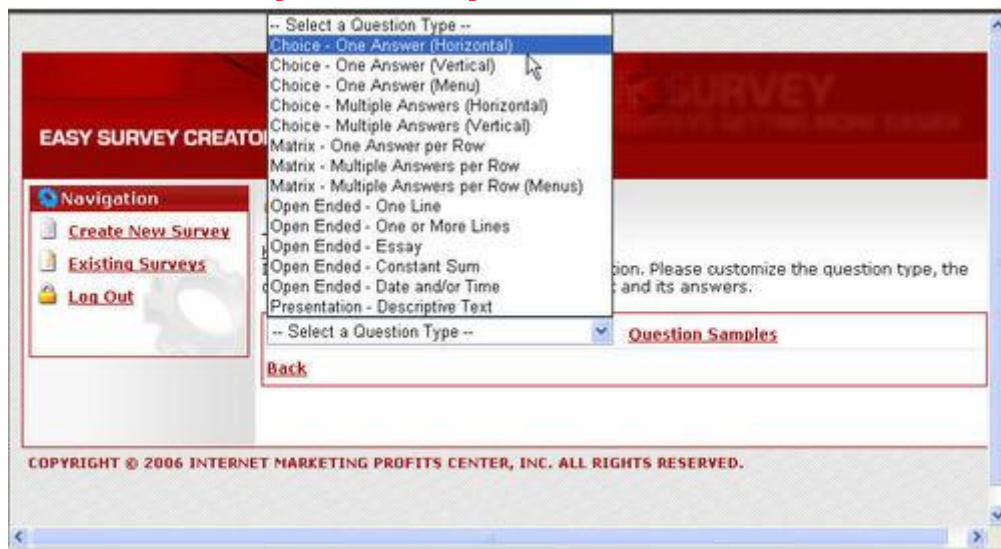 -- Select a Question Type --
Choice - One Answer (Horizontal)
Choice - One Answer (Vertical)
Choice - One Answer (Menu)
Choice - Multiple Answers (Horizontal)
Choice - Multiple Answers (Vertical)
Matrix - One Answer per Row
Matrix - Multiple Answers per Row
Matrix - Multiple Answers per Row (Menus)
Open Ended - One Line
Open Ended - One or More Lines
Open Ended - Essay
Open Ended - Constant Sum
Open Ended - Date and/or Time
Presentation - Descriptive Text
SURVEY
EASY SURVEY CREATO
Navigation
Create New Survey
Existing Surveys
Log Out
Please customize the question type, the
and its answers.
-- Select a Question Type --
Question Samples
Back
COPYRIGHT © 2006 INTERNET MARKETING PROFITS CENTER, INC. ALL RIGHTS RESERVED.